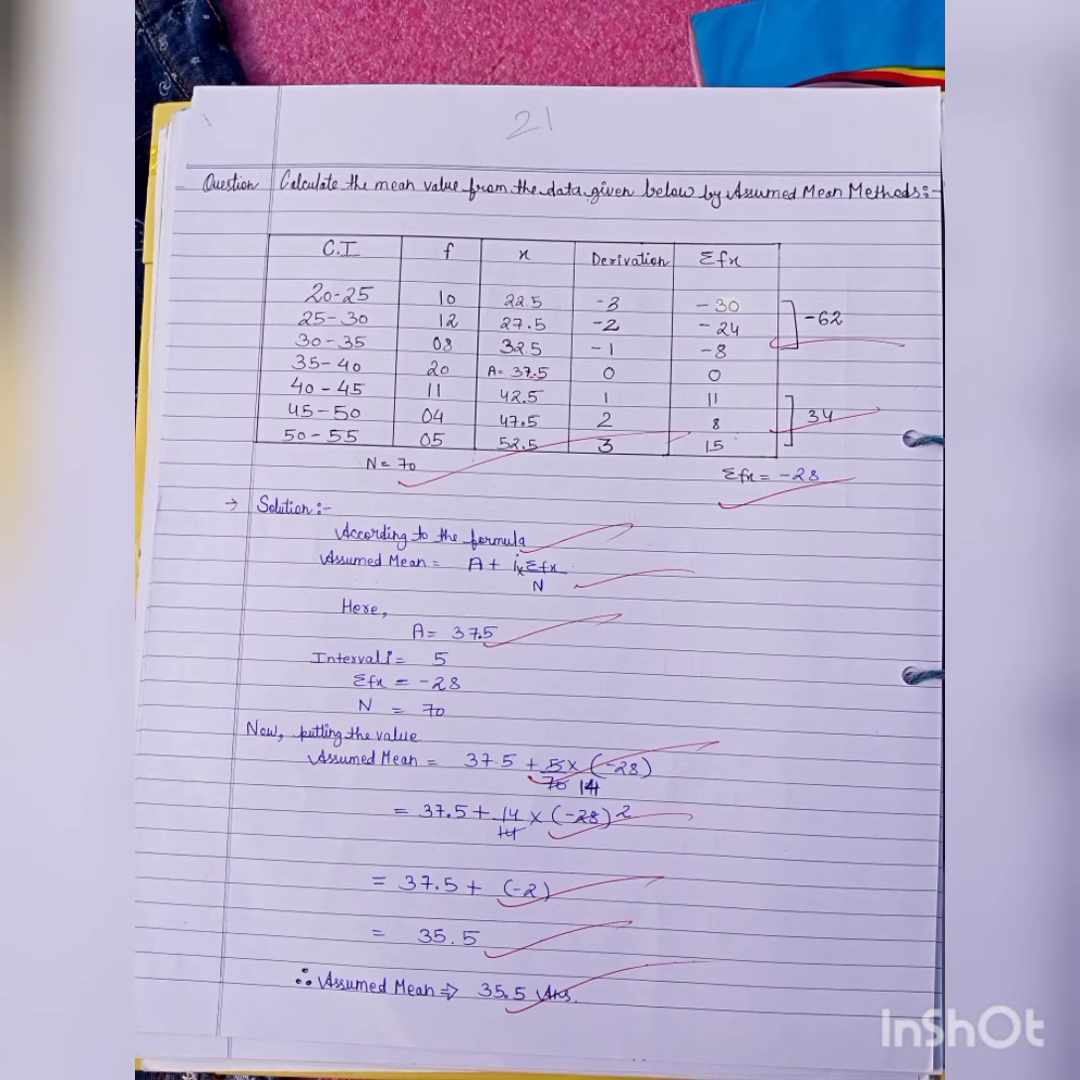 21
Question Calculate the mean value from the data given below by Assumed Mean Methods:-
C.I f x Derivation Σfx
20-25 10 22.5 -3 -30
25-30 12 27.5 -2 -24 -62
30-35 08 32.5 -1 -8
35-40 20 A= 37.5 0 0
40-45 11 42.5 1 11
45-50 04 47.5 2 8 34
50-55 05 52.5 3 15
N= 70 Σfx = -28
→ Solution:-
According to the formula
Assumed Mean = A + i x Σfx
N
Here,
A= 37.5
Interval i = 5
Σfx = -28
N = 70
Now, putting the value
Assumed Mean = 37.5 + 5 x (-28)
70 14
= 37.5 + 14 x (-28) 2
14
= 37.5 + (-2)
= 35.5
∴ Assumed Mean ⇒ 35.5 Ans.
InShOt